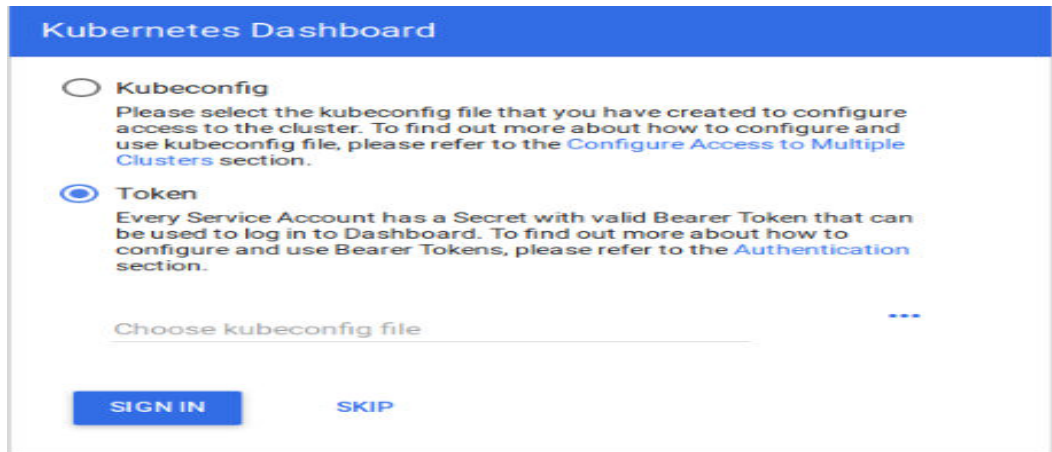 Kubernetes Dashboard
Kubeconfig
Please select the kubeconfig file that you have created to configure
access to the cluster. To find out more about how to configure and
use kubeconfig file, please refer to the Configure Access to Multiple
Clusters section.
Token
Every Service Account has a Secret with valid Bearer Token that can
be used to log in to Dashboard. To find out more about how to
configure and use Bearer Tokens, please refer to the Authentication
section.
Choose kubeconfig file
...
SIGN IN SKIP